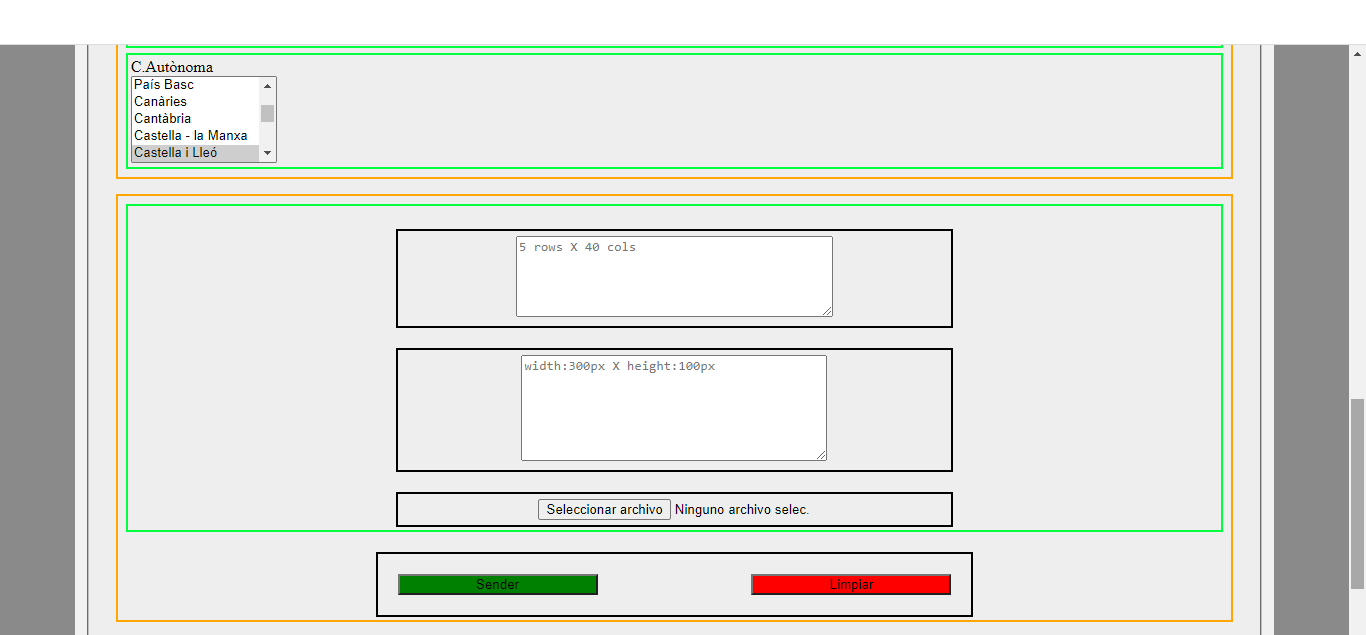 C.Autònoma
País Basc
Canàries
Cantàbria
Castella - la Manxa
Castella i Lleó
5 rows X 40 cols
width:300px X height:100px
Seleccionar archivo Ninguno archivo selec.
Sender Limpiar